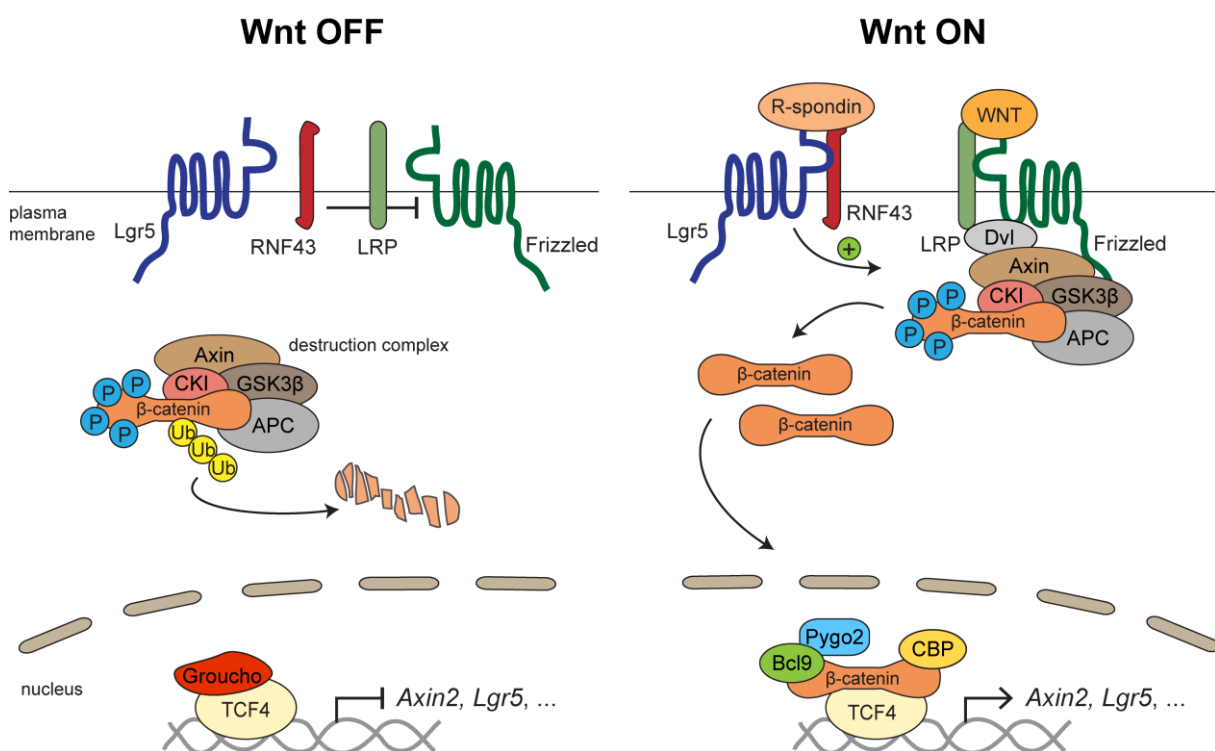 Wnt OFF
plasma
membrane
Lgr5
RNF43
LRP
Frizzled
destruction complex
Axin
CKI
GSK3β
β-catenin
APC
P
P
P
P
Ub
Ub
Ub
nucleus
Groucho
TCF4
Axin2, Lgr5, ...
Wnt ON
R-spondin
WNT
Lgr5
RNF43
+
LRP
Dvl
Frizzled
Axin
CKI
GSK3β
β-catenin
APC
P
P
P
P
β-catenin
β-catenin
Pygo2
Bcl9
CBP
β-catenin
TCF4
Axin2, Lgr5, ...